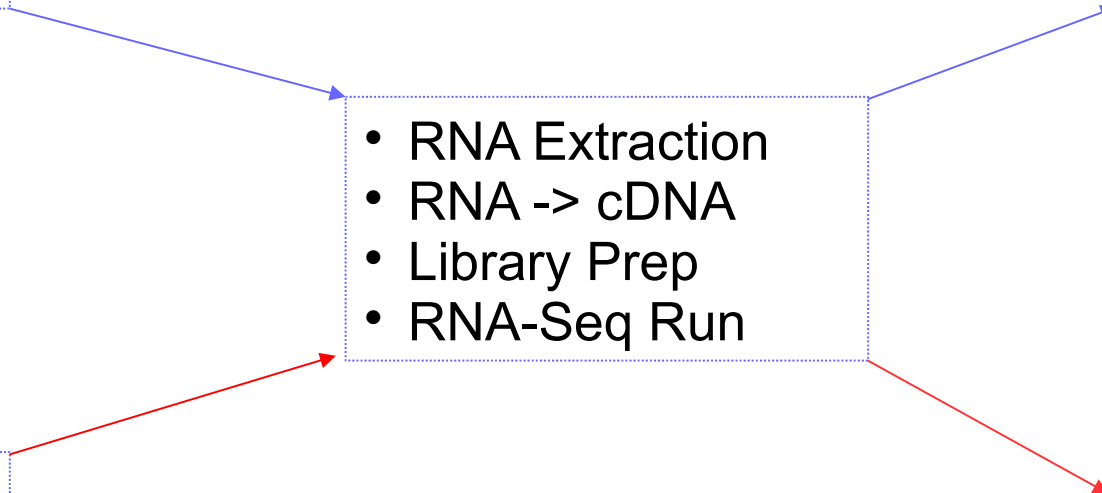 • RNA Extraction
• RNA -> cDNA
• Library Prep
• RNA-Seq Run